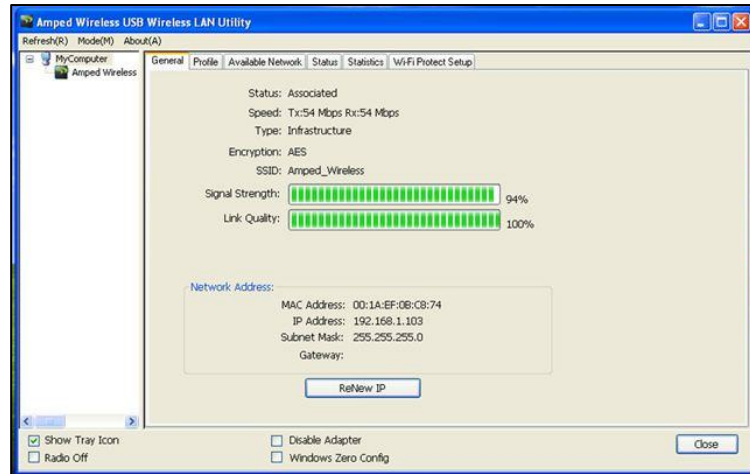 Amped Wireless USB Wireless LAN Utility
Refresh(R) Mode(M) About(A)
MyComputer
Amped Wireless
General Profile Available Network Status Statistics Wi-Fi Protect Setup
Status: Associated
Speed: Tx:54 Mbps Rx:54 Mbps
Type: Infrastructure
Encryption: AES
SSID: Amped_Wireless
Signal Strength: 94%
Link Quality: 100%
Network Address:
MAC Address: 00:1A:EF:0B:C8:74
IP Address: 192.168.1.103
Subnet Mask: 255.255.255.0
Gateway:
ReNew IP
Show Tray Icon
Radio Off
Disable Adapter
Windows Zero Config
Close